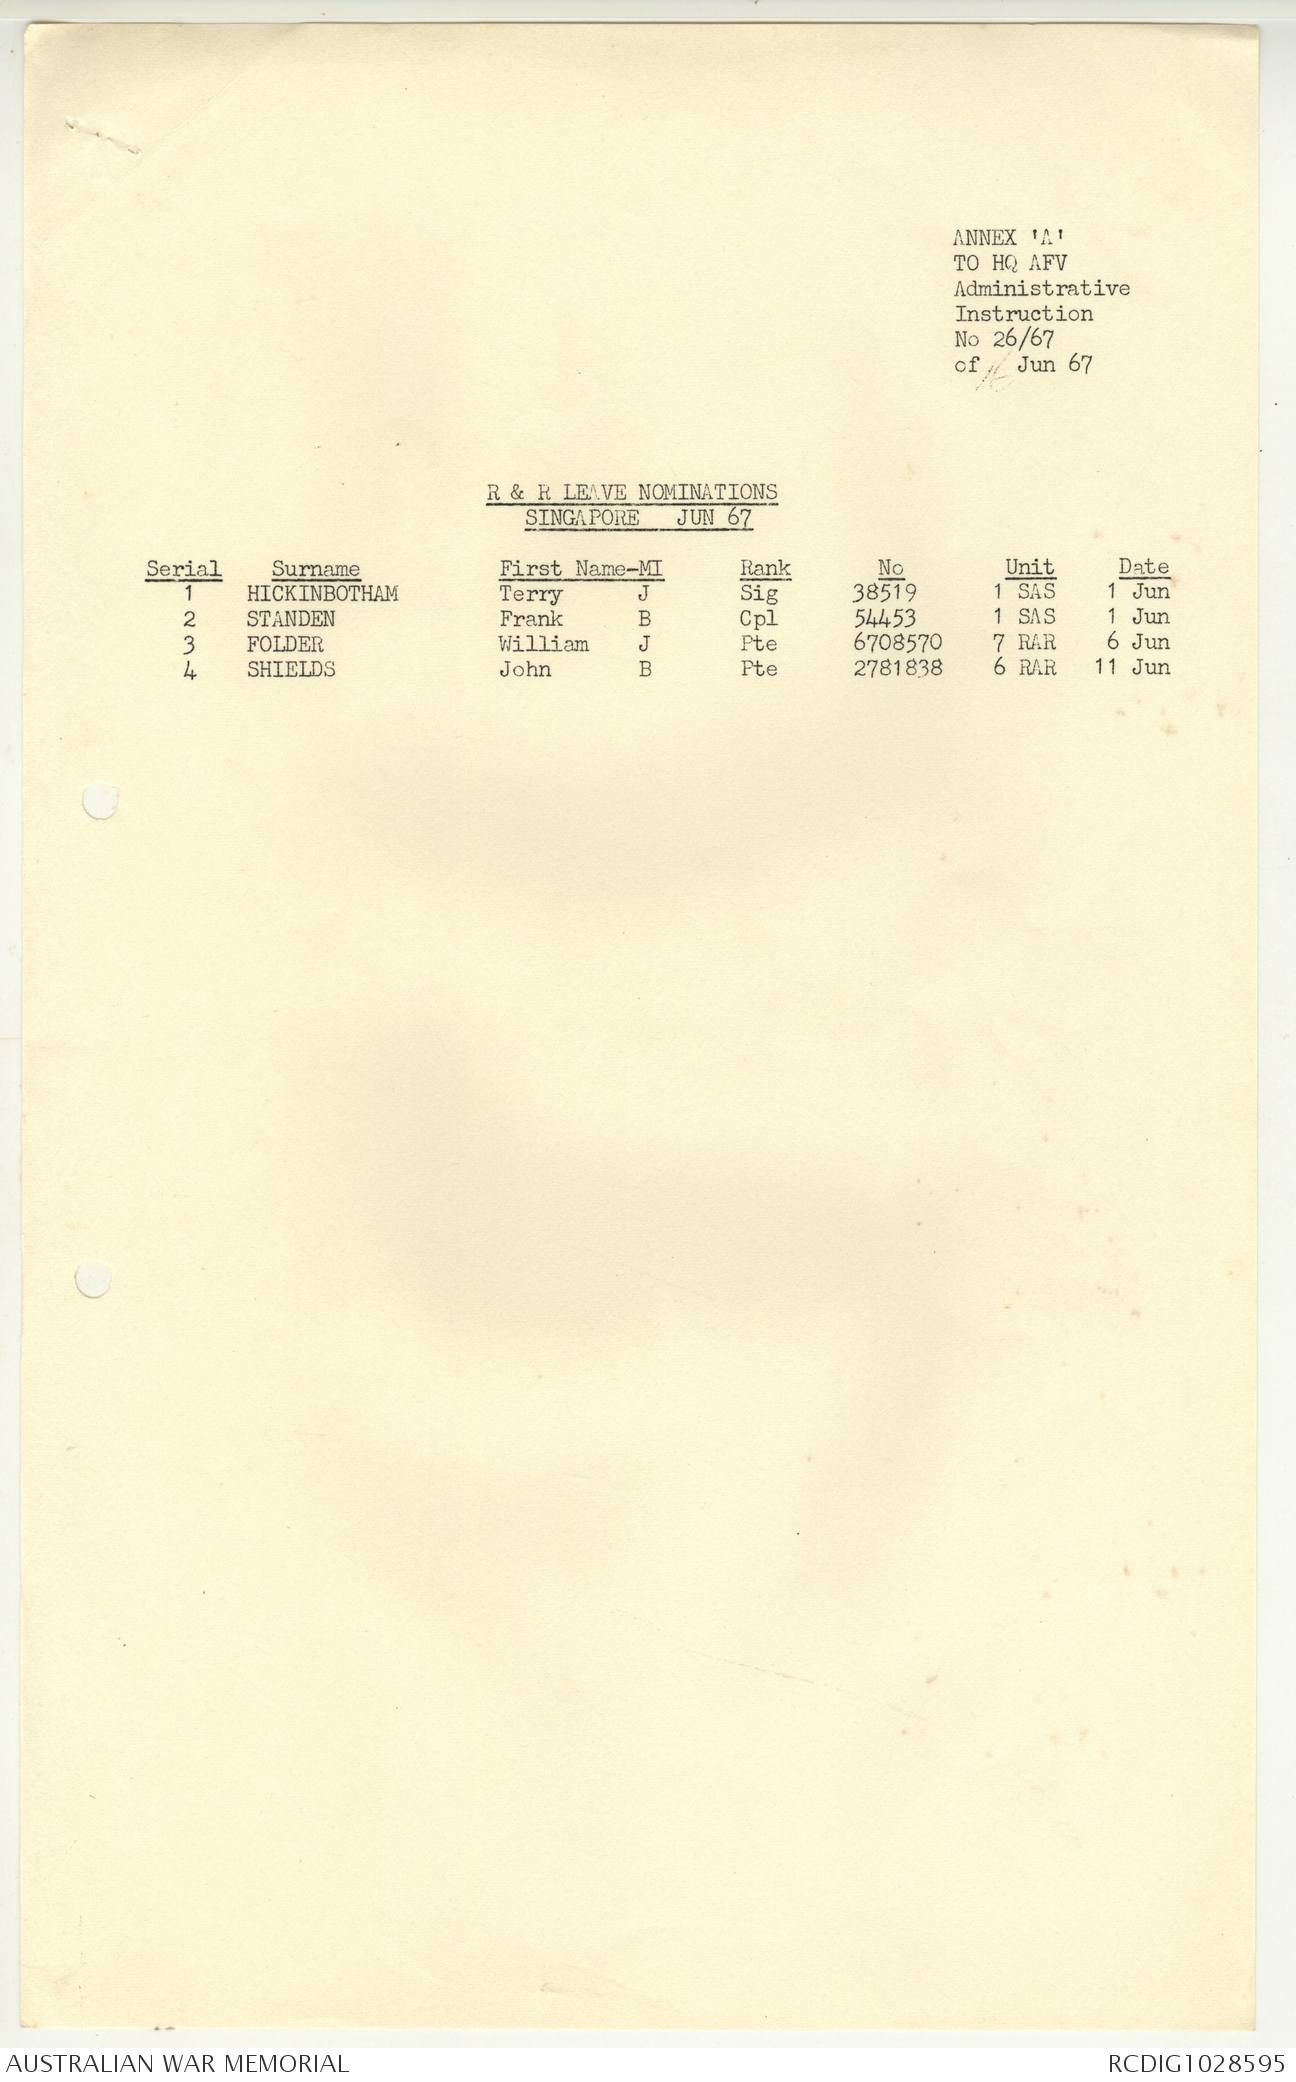 ANNEX 'A'
TO HQ AFV
Administrative
Instruction
No 26/67
of 16 Jun 67
R & R LEAVE NOMINATIONS
SINGAPORE JUN 67
Serial Surname First Name-MI Rank No Unit Date
1 HICKINBOTHAM Terry J Sig 38519 1 SAS 1 Jun
2 STANDEN Frank B Cpl 54453 1 SAS 1 Jun
3 FOLDER William J Pte 6708570 7 RAR 6 Jun
4 SHIELDS John B Pte 2781838 6 RAR 11 Jun
AUSTRALIAN WAR MEMORIAL RCDIG1028595